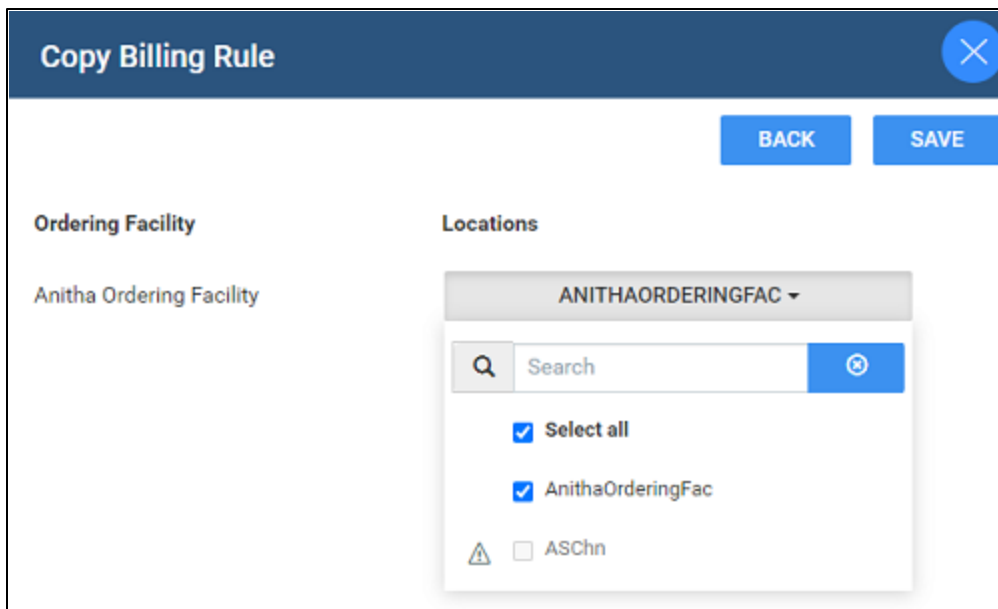 Copy Billing Rule
BACK SAVE
Ordering Facility Locations
Anitha Ordering Facility ANITHAORDERINGFAC
Search
Select all
AnithaOrderingFac
ASChn